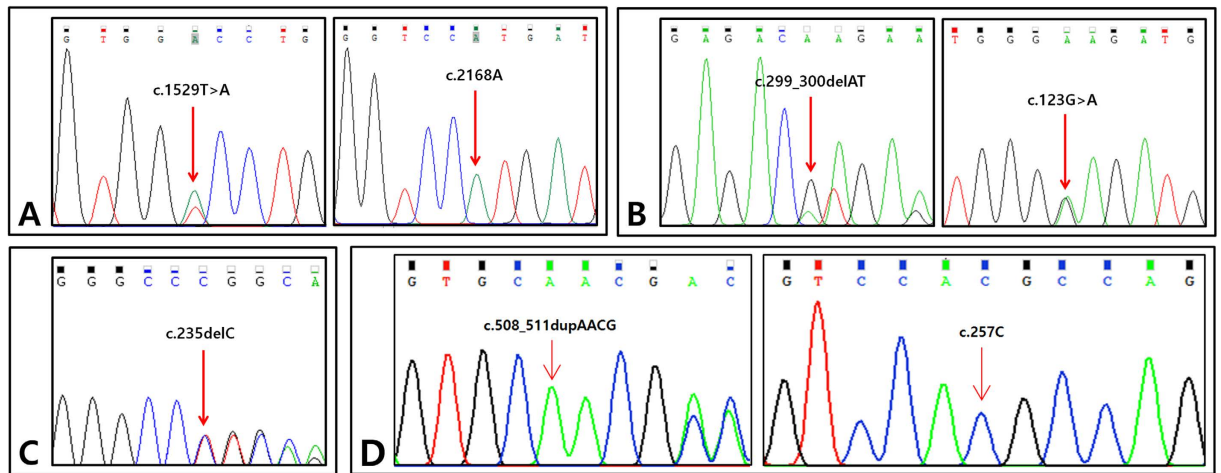 G T G G A C C T G
c.1529T>A
A
G G T C C A T G A T
c.2168A
G A G A C A A G A A
c.299_300delAT
B
T G G G A A G A T G
c.123G>A
G G G C C C G G C A
c.235delC
C
G T G C A A C G A C
c.508_511dupAACG
D
G T C C A C G C C A G
c.257C